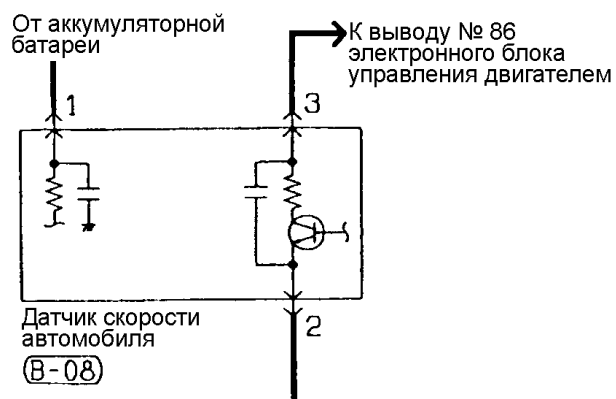 От аккумуляторной
батареи
К выводу № 86
электронного блока
управления двигателем
1
3
2
Датчик скорости
автомобиля
B-08